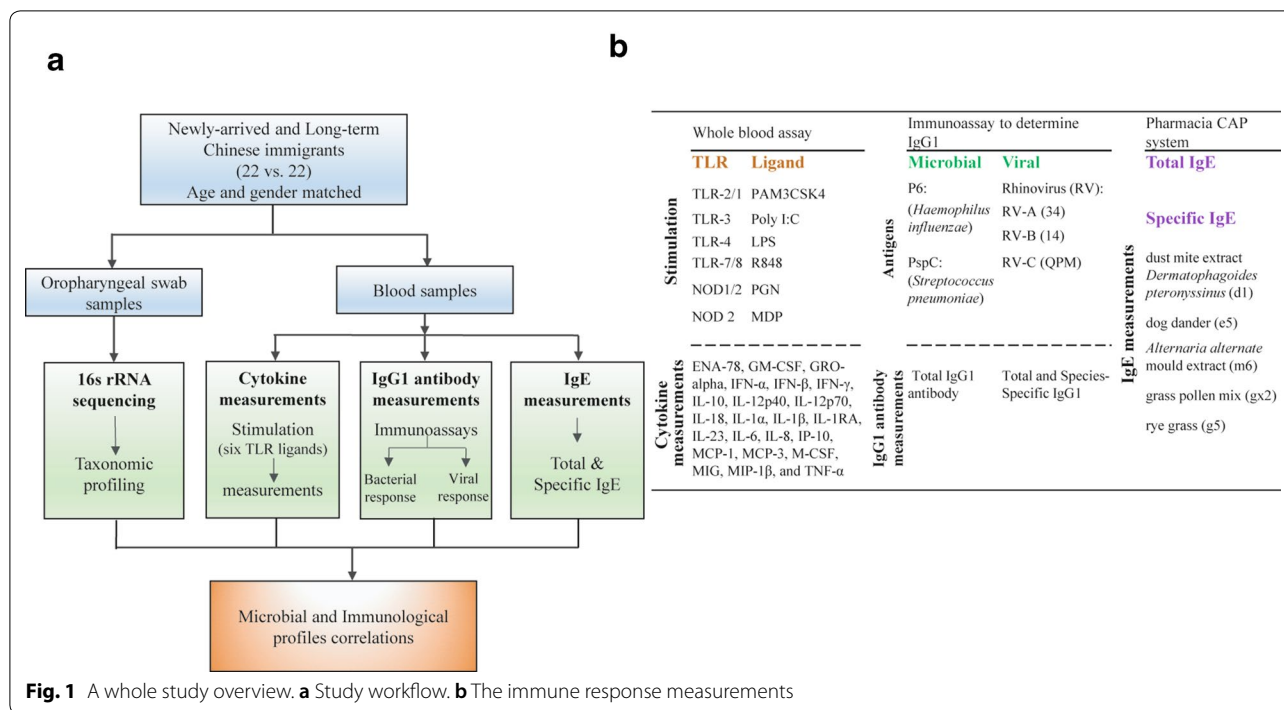 a
Newly-arrived and Long-term
Chinese immigrants
(22 vs. 22)
Age and gender matched
Oropharyngeal swab
samples
Blood samples
16s rRNA
sequencing
Taxonomic
profiling
Cytokine
measurements
Stimulation
(six TLR ligands)
measurements
IgG1 antibody
measurements
Immunoassays
Bacterial
response
Viral
response
IgE
measurements
Total &
Specific IgE
Microbial and Immunological
profiles correlations
b
Whole blood assay
Immunoassay to determine
IgG1
Pharmacia CAP
system
Stimulation
TLR Ligand
TLR-2/1 PAM3CSK4
TLR-3 Poly I:C
TLR-4 LPS
TLR-7/8 R848
NOD1/2 PGN
NOD 2 MDP
Cytokine
measurements
ENA-78, GM-CSF, GRO-
alpha, IFN-α, IFN-β, IFN-γ,
IL-10, IL-12p40, IL-12p70,
IL-18, IL-1α, IL-1β, IL-1RA,
IL-23, IL-6, IL-8, IP-10,
MCP-1, MCP-3, M-CSF,
MIG, MIP-1β, and TNF-α
Antigens
Microbial Viral
P6:
(Haemophilus
influenzae)
PspC:
(Streptococcus
pneumoniae)
Rhinovirus (RV):
RV-A (34)
RV-B (14)
RV-C (QPM)
IgG1 antibody
measurements
Total IgG1
antibody
Total and Species-
Specific IgG1
IgE measurements
Total IgE
Specific IgE
dust mite extract
Dermatophagoides
pteronyssinus (d1)
dog dander (e5)
Alternaria alternate
mould extract (m6)
grass pollen mix (gx2)
rye grass (g5)
Fig. 1 A whole study overview. a Study workflow. b The immune response measurements